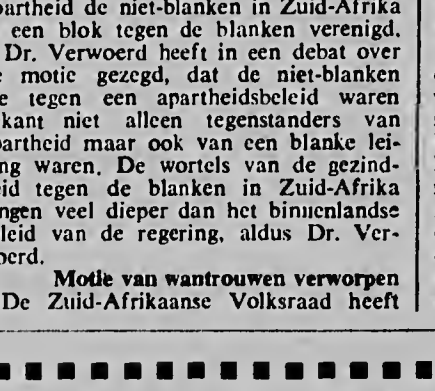 partheid de niet-blanken in Zuid-Afrika
een blok tegen de blanken verenigd.
Dr. Verwoerd heeft in een debat over
motie gezegd, dat de niet-blanken
e tegen een apartheidsbeleid waren
kant niet alleen tegenstanders van
partheid maar ook van een blanke lei-
ng waren. De wortels van de gezind-
eid tegen de blanken in Zuid-Afrika
ngen veel dieper dan het binnenlandse
leid van de regering, aldus Dr. Ver-
oerd.
Motie van wantrouwen verworpen
De Zuid-Afrikaanse Volksraad heeft